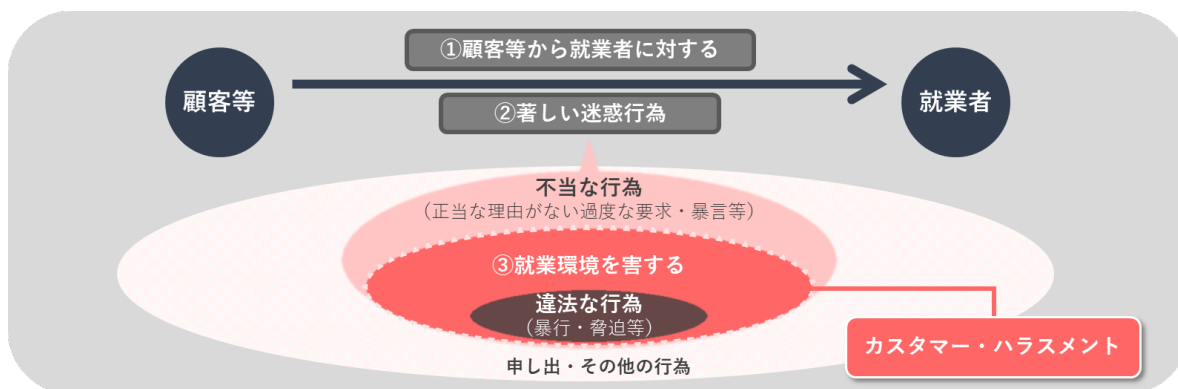 ①顧客等から就業者に対する
顧客等
就業者
②著しい迷惑行為
不当な行為
（正当な理由がない過度な要求・暴言等）
③就業環境を害する
違法な行為
（暴行・脅迫等）
カスタマー・ハラスメント
申し出・その他の行為